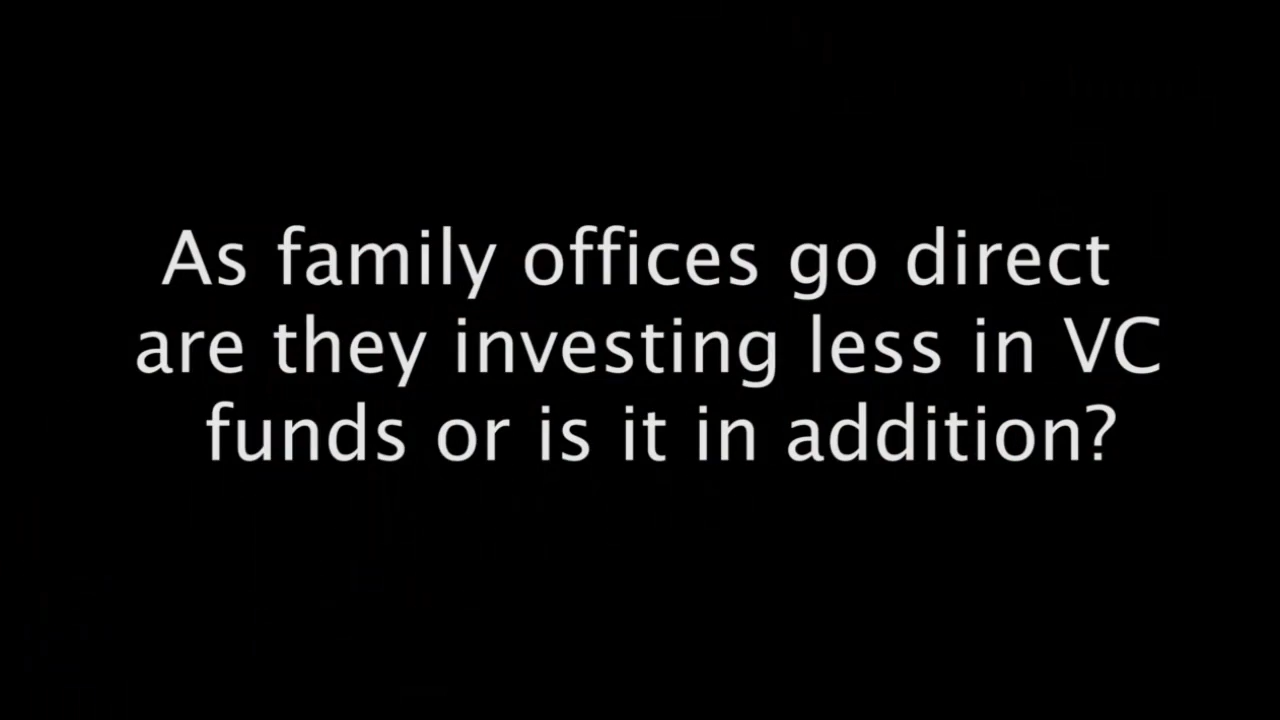 As family offices go direct
are they investing less in VC
funds or is it in addition?